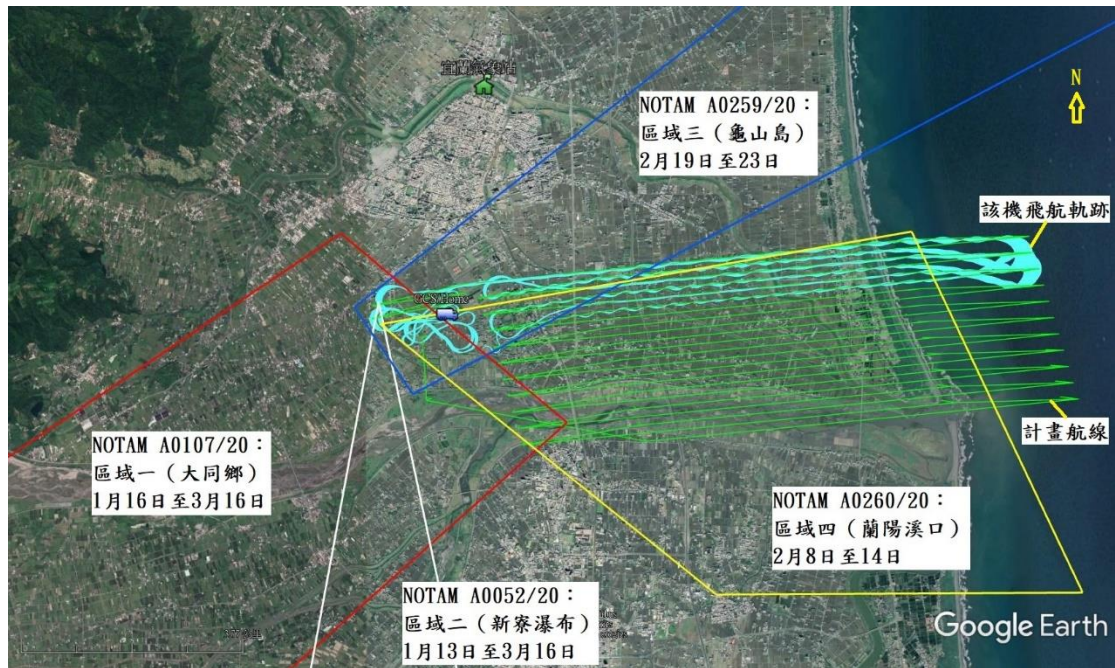 宜蘭氣象站
N
NOTAM A0259/20：
區域三（龜山島）
2月19日至23日
該機飛航軌跡
GCS/Home
NOTAM A0107/20：
區域一（大同鄉）
1月16日至3月16日
計畫航線
NOTAM A0260/20：
區域四（蘭陽溪口）
2月8日至14日
NOTAM A0052/20：
區域二（新寮瀑布）
1月13日至3月16日
Google Earth